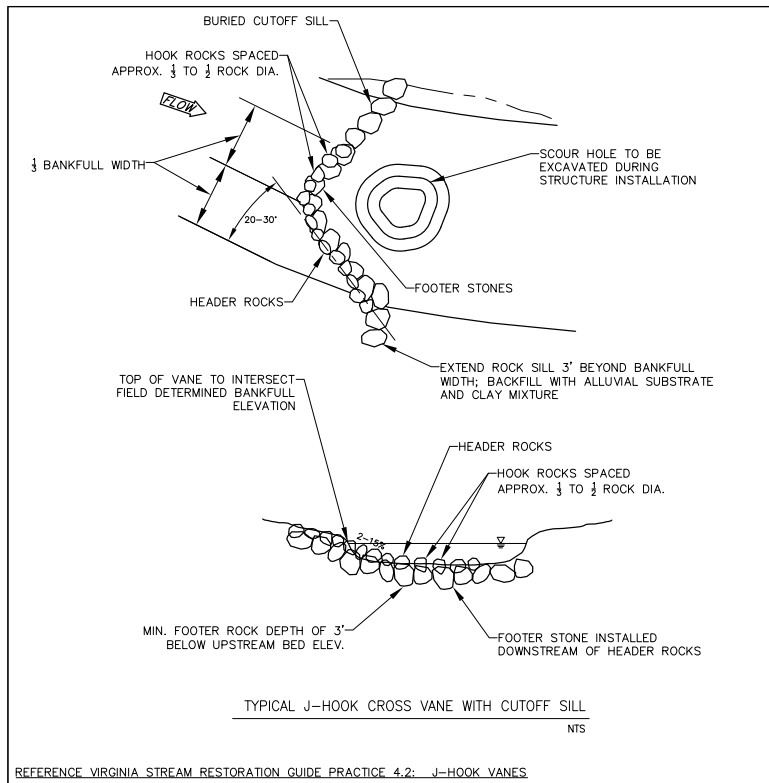 BURIED CUTOFF SILL
HOOK ROCKS SPACED
APPROX. 1/3 TO 1/2 ROCK DIA.
FLOW
1/3 BANKFULL WIDTH
SCOUR HOLE TO BE
EXCAVATED DURING
STRUCTURE INSTALLATION
20-30°
HEADER ROCKS
FOOTER STONES
EXTEND ROCK SILL 3' BEYOND BANKFULL
WIDTH; BACKFILL WITH ALLUVIAL SUBSTRATE
AND CLAY MIXTURE
TOP OF VANE TO INTERSECT
FIELD DETERMINED BANKFULL
ELEVATION
HEADER ROCKS
HOOK ROCKS SPACED
APPROX. 1/3 TO 1/2 ROCK DIA.
2-15%
MIN. FOOTER ROCK DEPTH OF 3'
BELOW UPSTREAM BED ELEV.
FOOTER STONE INSTALLED
DOWNSTREAM OF HEADER ROCKS
TYPICAL J-HOOK CROSS VANE WITH CUTOFF SILL
NTS
REFERENCE VIRGINIA STREAM RESTORATION GUIDE PRACTICE 4.2: J-HOOK VANES